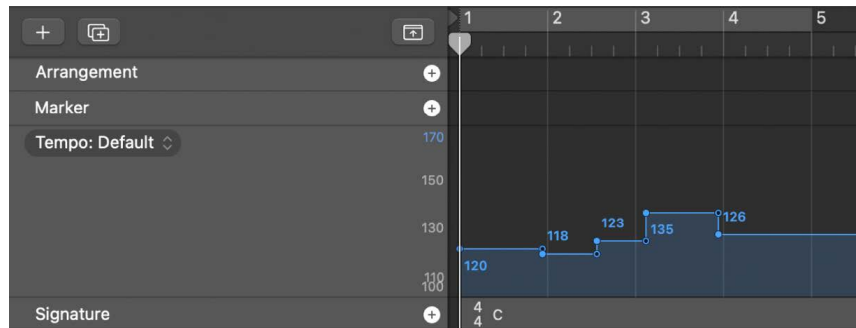 1 2 3 4 5
Arrangement
Marker
Tempo: Default
170
150
130
110
100
120
118
123
135
126
Signature
4
4
C